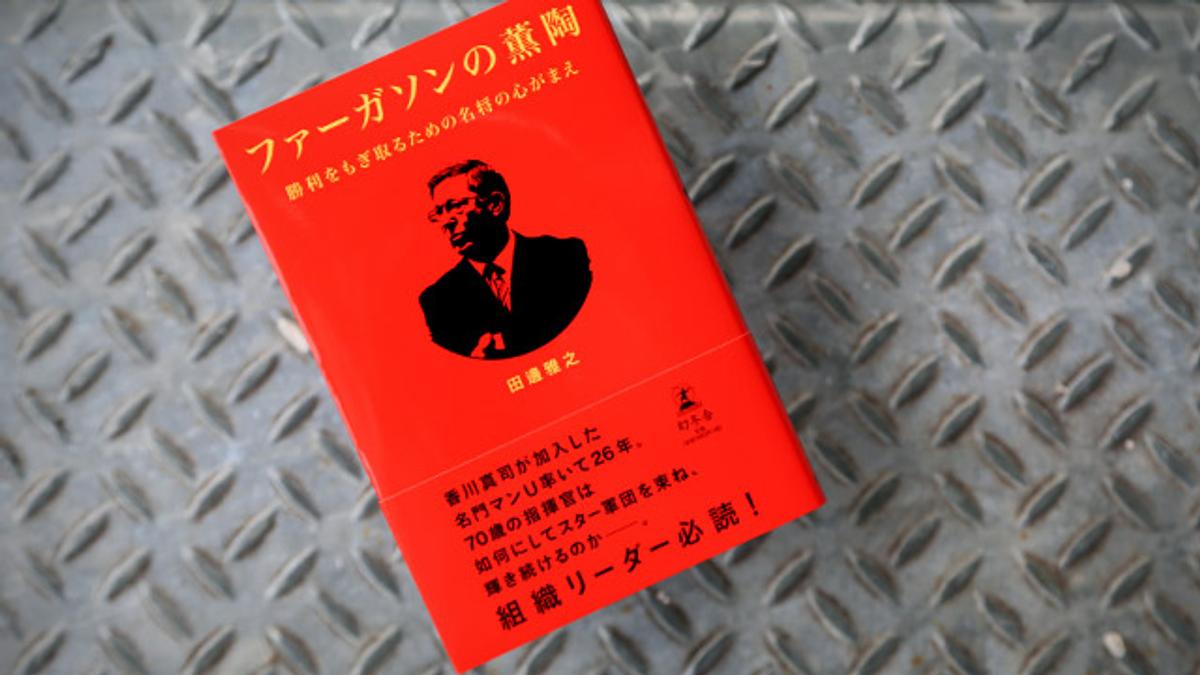 ファーガソンの薫陶
勝利をもぎ取るための名将の心がまえ
田邊雅之
香川真司が加入した
名門マンU率いて26年。
70歳の指揮官は
如何にしてスター軍団を束ね、
輝き続けるのか——。
組織リーダー必読！
幻冬舎